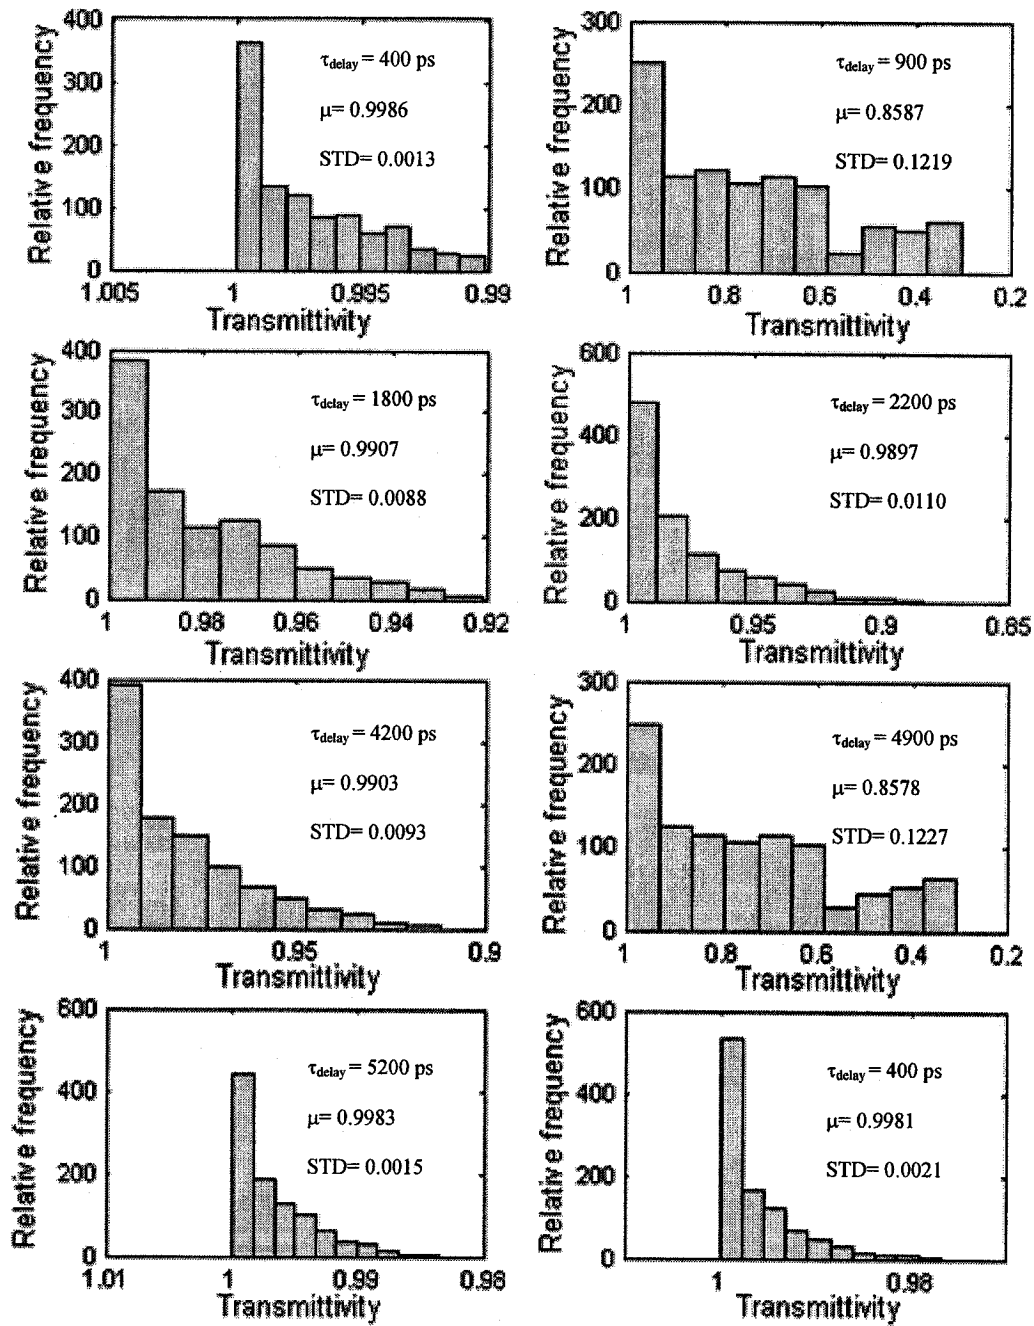 400
300
200
100
0
Relative frequency
τdelay = 400 ps
μ= 0.9986
STD= 0.0013
1.005 1 0.995 0.99
Transmittivity
300
200
100
0
Relative frequency
τdelay = 900 ps
μ= 0.8587
STD= 0.1219
1 0.8 0.6 0.4 0.2
Transmittivity
400
300
200
100
0
Relative frequency
τdelay = 1800 ps
μ= 0.9907
STD= 0.0088
1 0.98 0.96 0.94 0.92
Transmittivity
600
400
200
0
Relative frequency
τdelay = 2200 ps
μ= 0.9897
STD= 0.0110
1 0.95 0.9 0.85
Transmittivity
400
300
200
100
0
Relative frequency
τdelay = 4200 ps
μ= 0.9903
STD= 0.0093
1 0.95 0.9
Transmittivity
300
200
100
0
Relative frequency
τdelay = 4900 ps
μ= 0.8578
STD= 0.1227
1 0.8 0.6 0.4 0.2
Transmittivity
600
400
200
0
Relative frequency
τdelay = 5200 ps
μ= 0.9983
STD= 0.0015
1.01 1 0.99 0.98
Transmittivity
600
400
200
0
Relative frequency
τdelay = 400 ps
μ= 0.9981
STD= 0.0021
1 0.98
Transmittivity